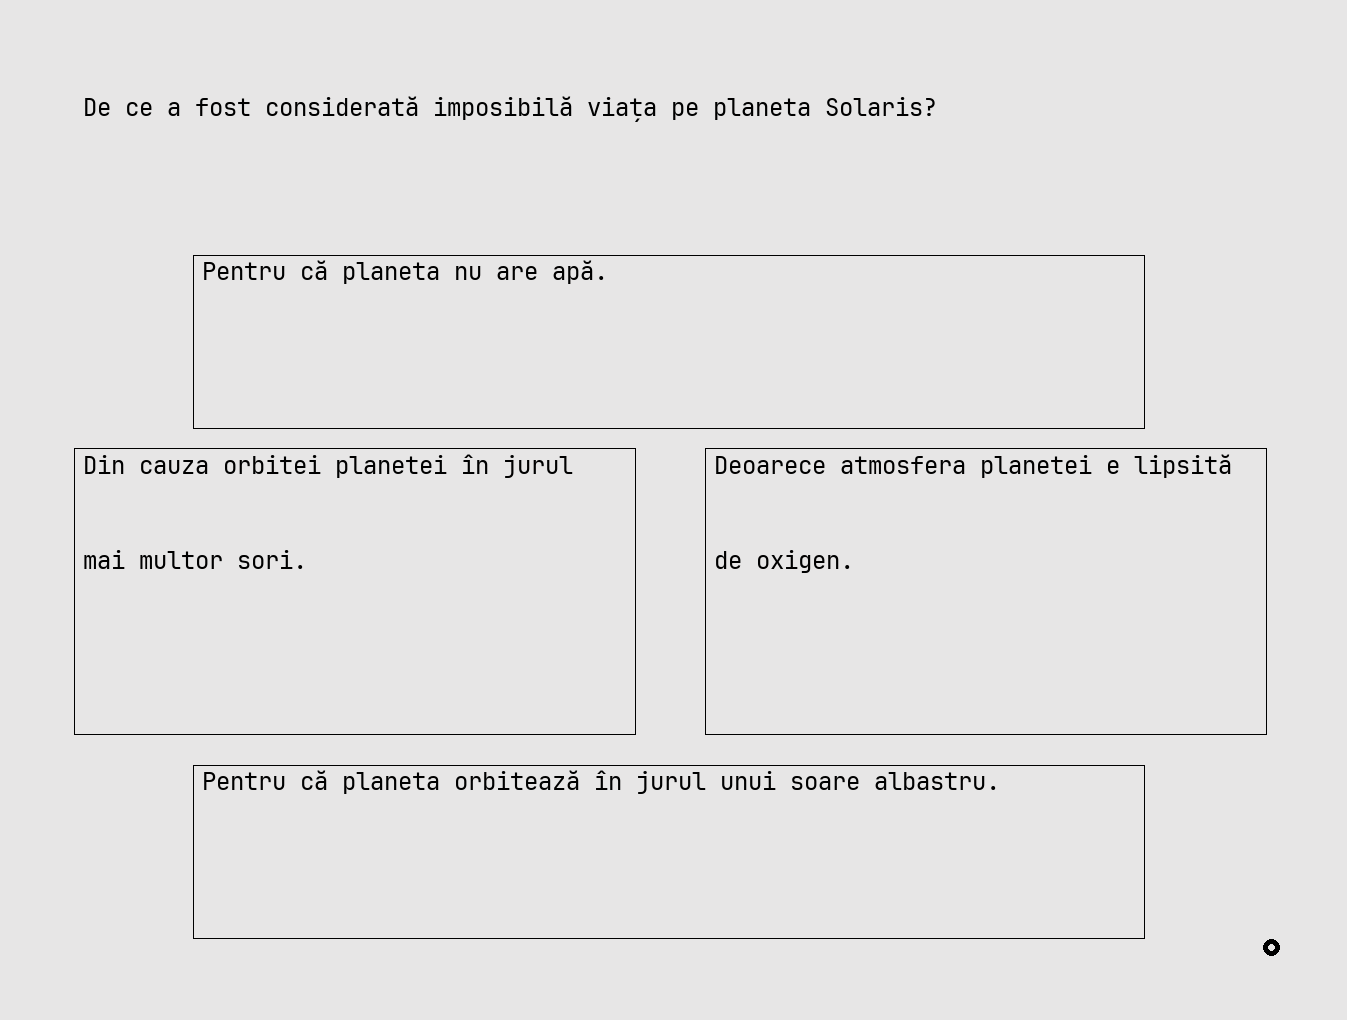 De ce a fost considerată imposibilă viața pe planeta Solaris?
Pentru că planeta nu are apă.
Din cauza orbitei planetei în jurul
mai multor sori.
Deoarece atmosfera planetei e lipsită
de oxigen.
Pentru că planeta orbitează în jurul unui soare albastru.